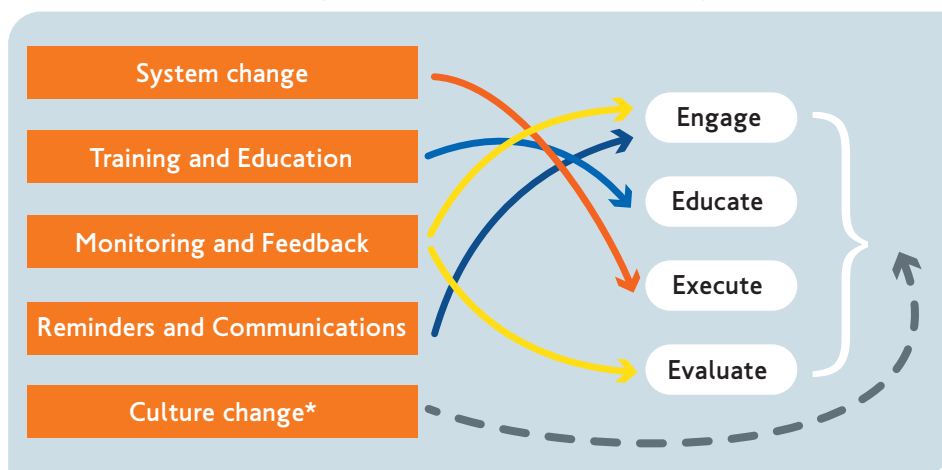 System change
Training and Education
Monitoring and Feedback
Reminders and Communications
Culture change*
Engage
Educate
Execute
Evaluate